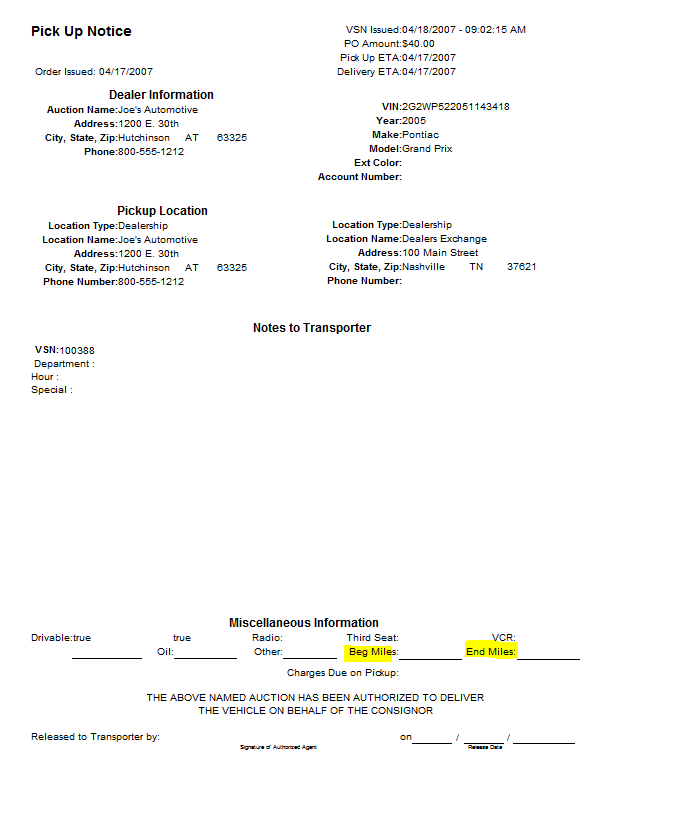 Pick Up Notice
VSN Issued:04/18/2007 - 09:02:15 AM
PO Amount:$40.00
Pick Up ETA:04/17/2007
Order Issued: 04/17/2007
Delivery ETA:04/17/2007
Dealer Information
Auction Name:Joe's Automotive
Address:1200 E. 30th
City, State, Zip:Hutchinson AT 63325
Phone:800-555-1212
VIN:2G2WP522051143418
Year:2005
Make:Pontiac
Model:Grand Prix
Ext Color:
Account Number:
Pickup Location
Location Type:Dealership
Location Name:Joe's Automotive
Address:1200 E. 30th
City, State, Zip:Hutchinson AT 63325
Phone Number:800-555-1212
Location Type:Dealership
Location Name:Dealers Exchange
Address:100 Main Street
City, State, Zip:Nashville TN 37621
Phone Number:
Notes to Transporter
VSN:100388
Department :
Hour :
Special :
Miscellaneous Information
Drivable:true true Radio: Third Seat: VCR:
Oil: Other: Beg Miles: End Miles:
Charges Due on Pickup:
THE ABOVE NAMED AUCTION HAS BEEN AUTHORIZED TO DELIVER
THE VEHICLE ON BEHALF OF THE CONSIGNOR
Released to Transporter by: on / /
Signature of Authorized Agent Release Date